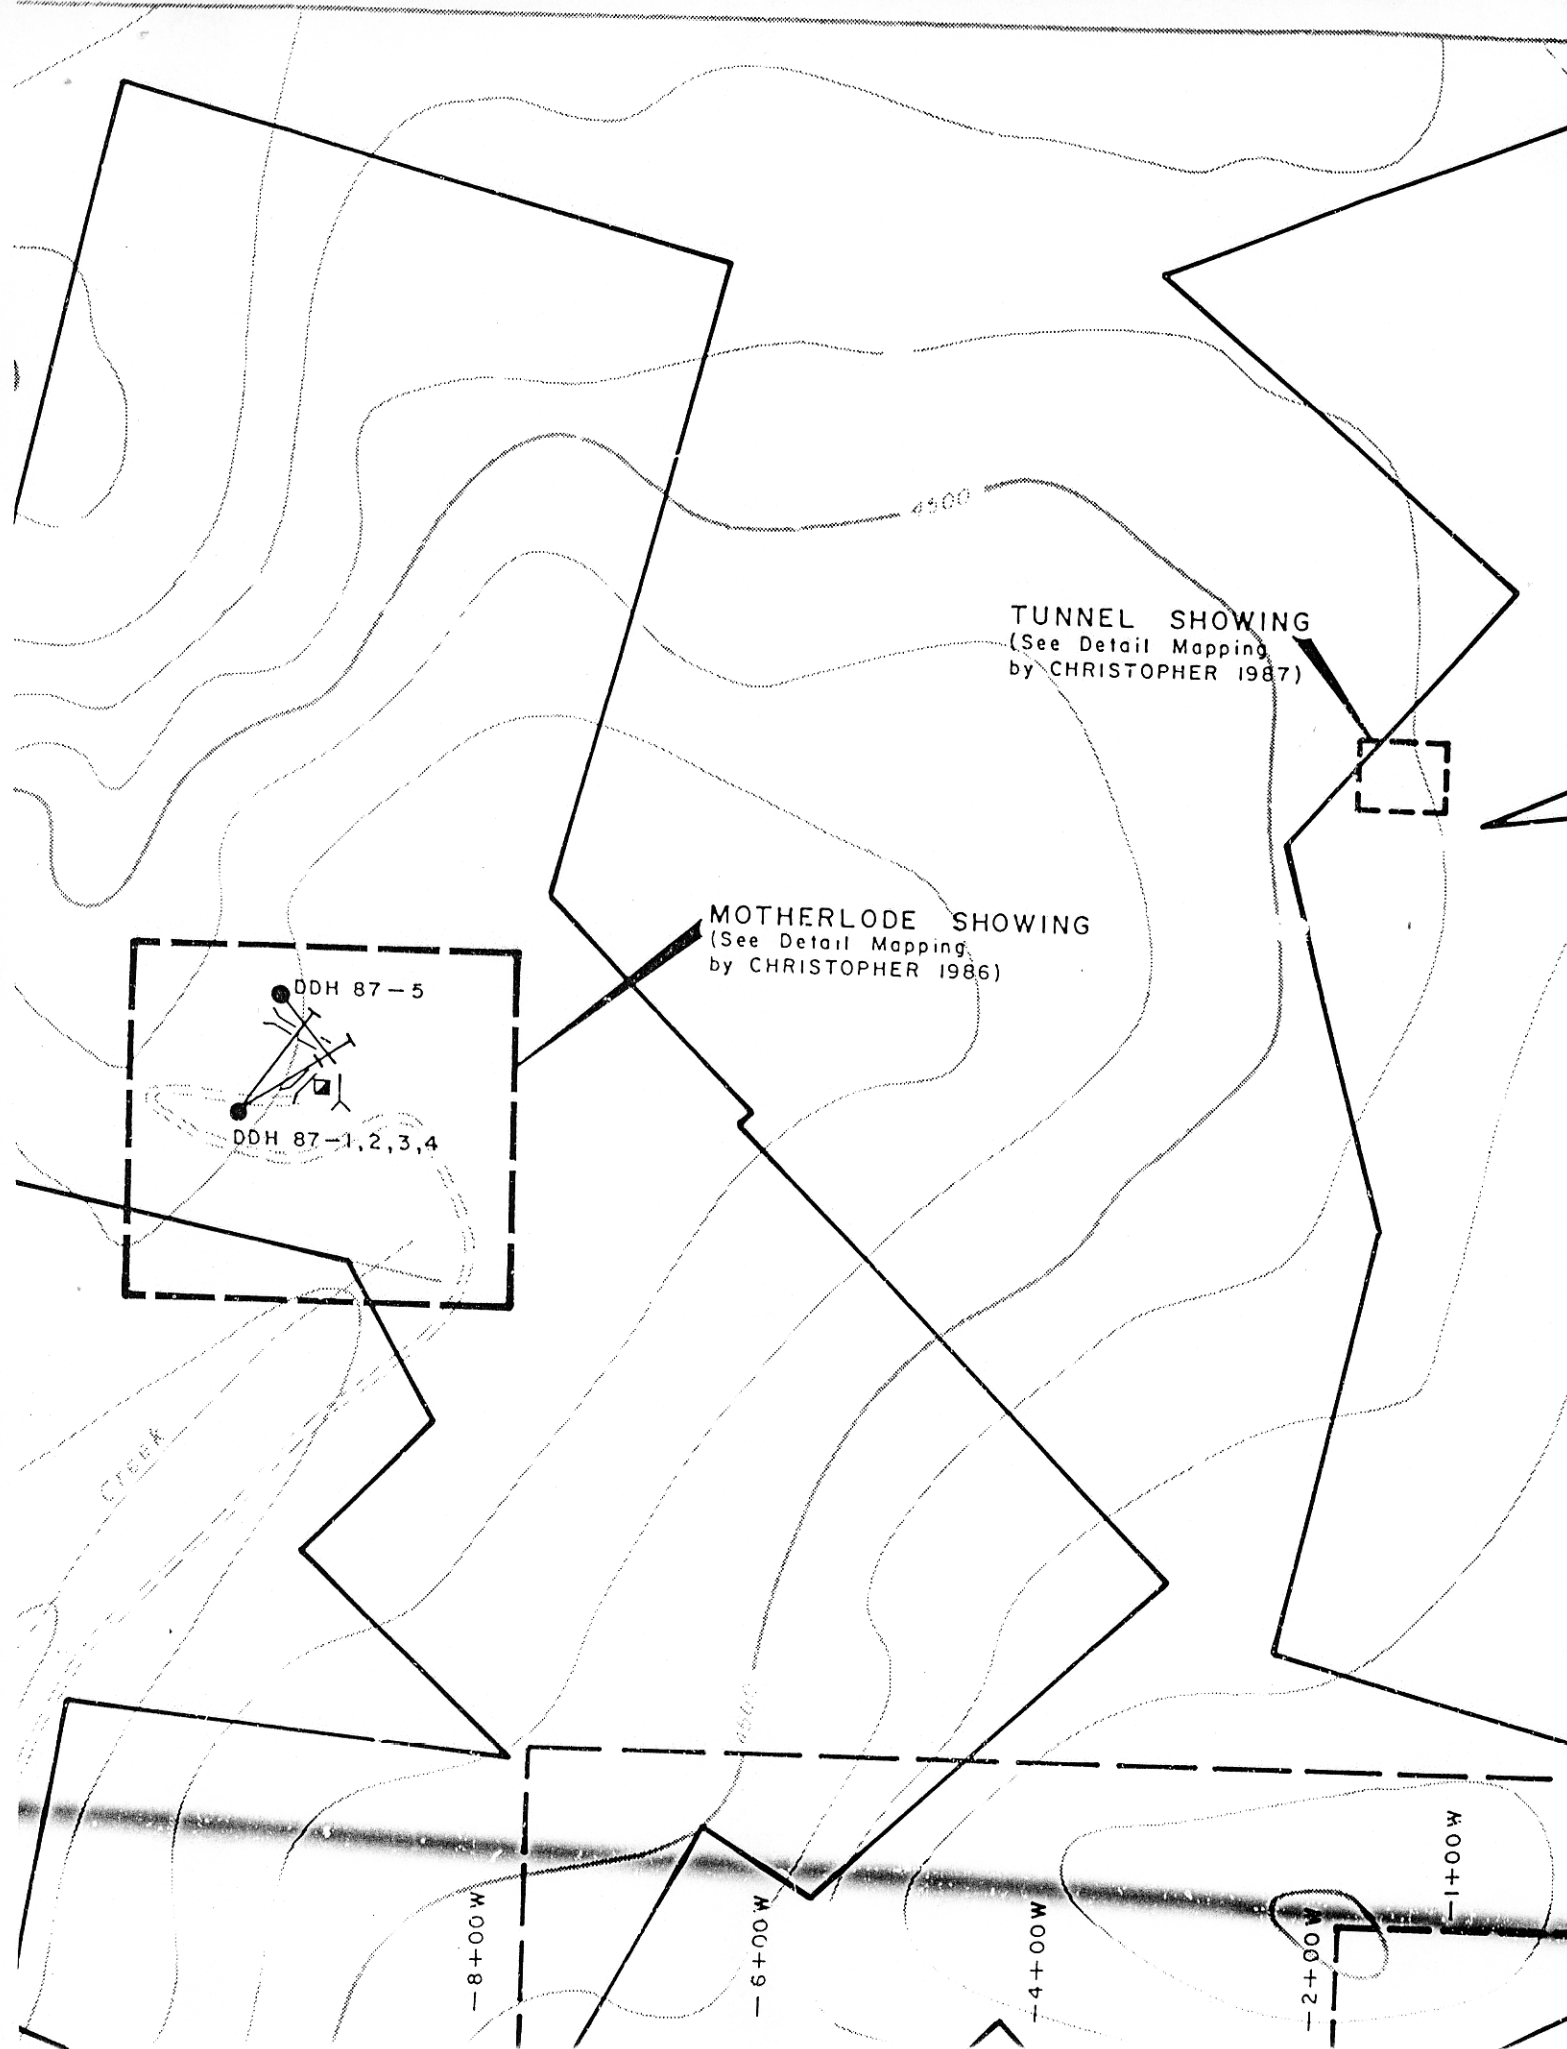 4500
TUNNEL SHOWING
(See Detail Mapping
by CHRISTOPHER 1987)
MOTHERLODE SHOWING
(See Detail Mapping
by CHRISTOPHER 1986)
DDH 87-5
DDH 87-1,2,3,4
Creek
-8+00W
-6+00W
-4+00W
-2+00W
-1+00W